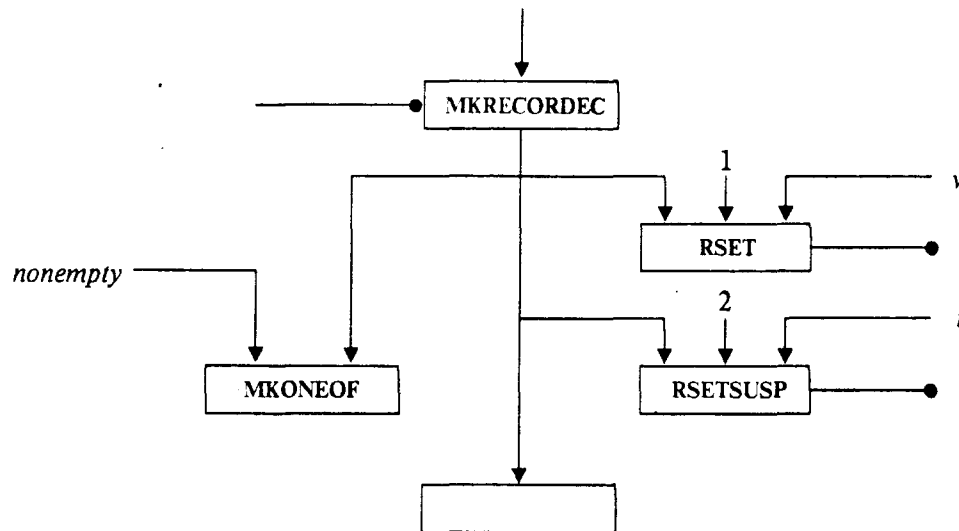 MKRECORDEC
1
RSET
nonempty
2
MKONEOF
RSETSUSP